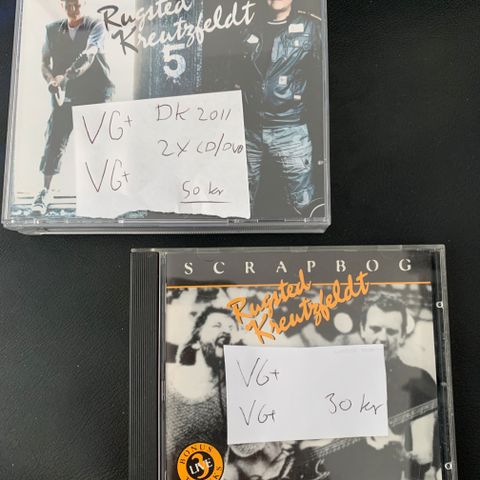 Rugsted
Kreutzfeldt
5
VG+ DK 2011
2X CD/DVD
VG+
50 kr
SCRAPBOG
Rugsted
Kreutzfeldt
VG+
VG+ 30 kr
BONUS
3
LIVE